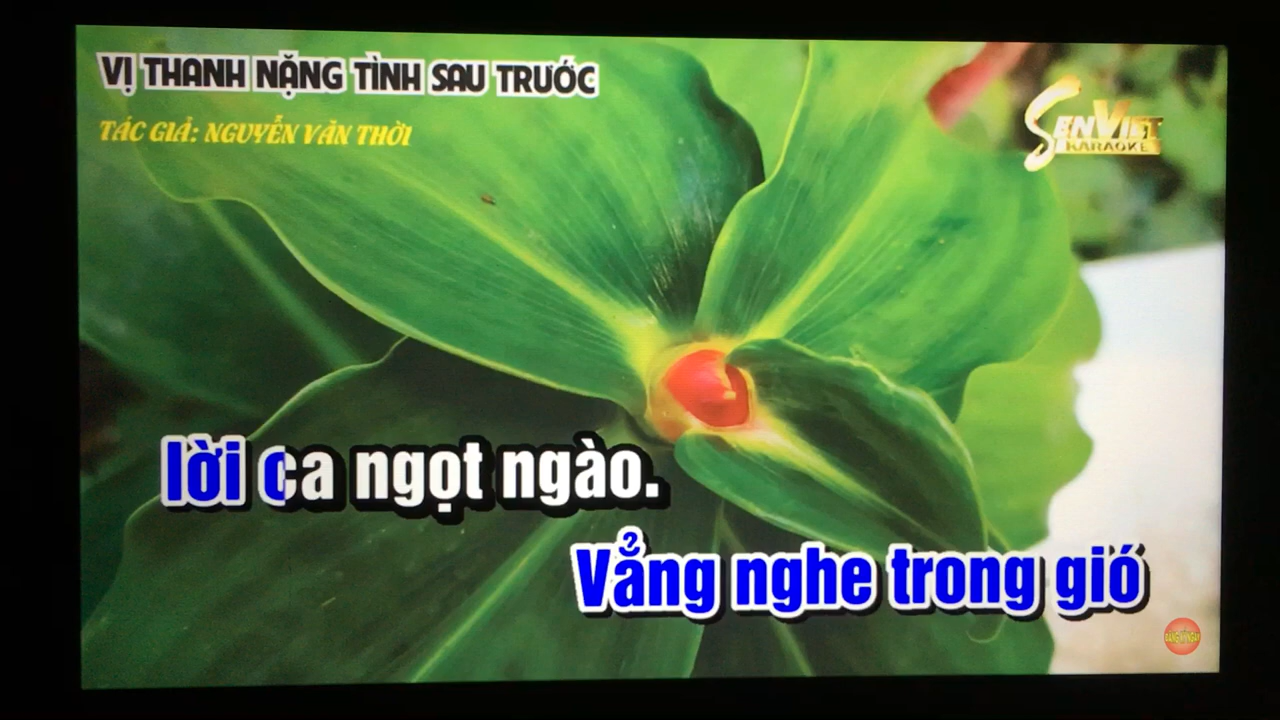 VỊ THANH NẶNG TÌNH SAU TRƯỚC
TÁC GIẢ: NGUYỄN VĂN THỜI
SENVIET
KARAOKE
lời ca ngọt ngào.
Vẳng nghe trong gió